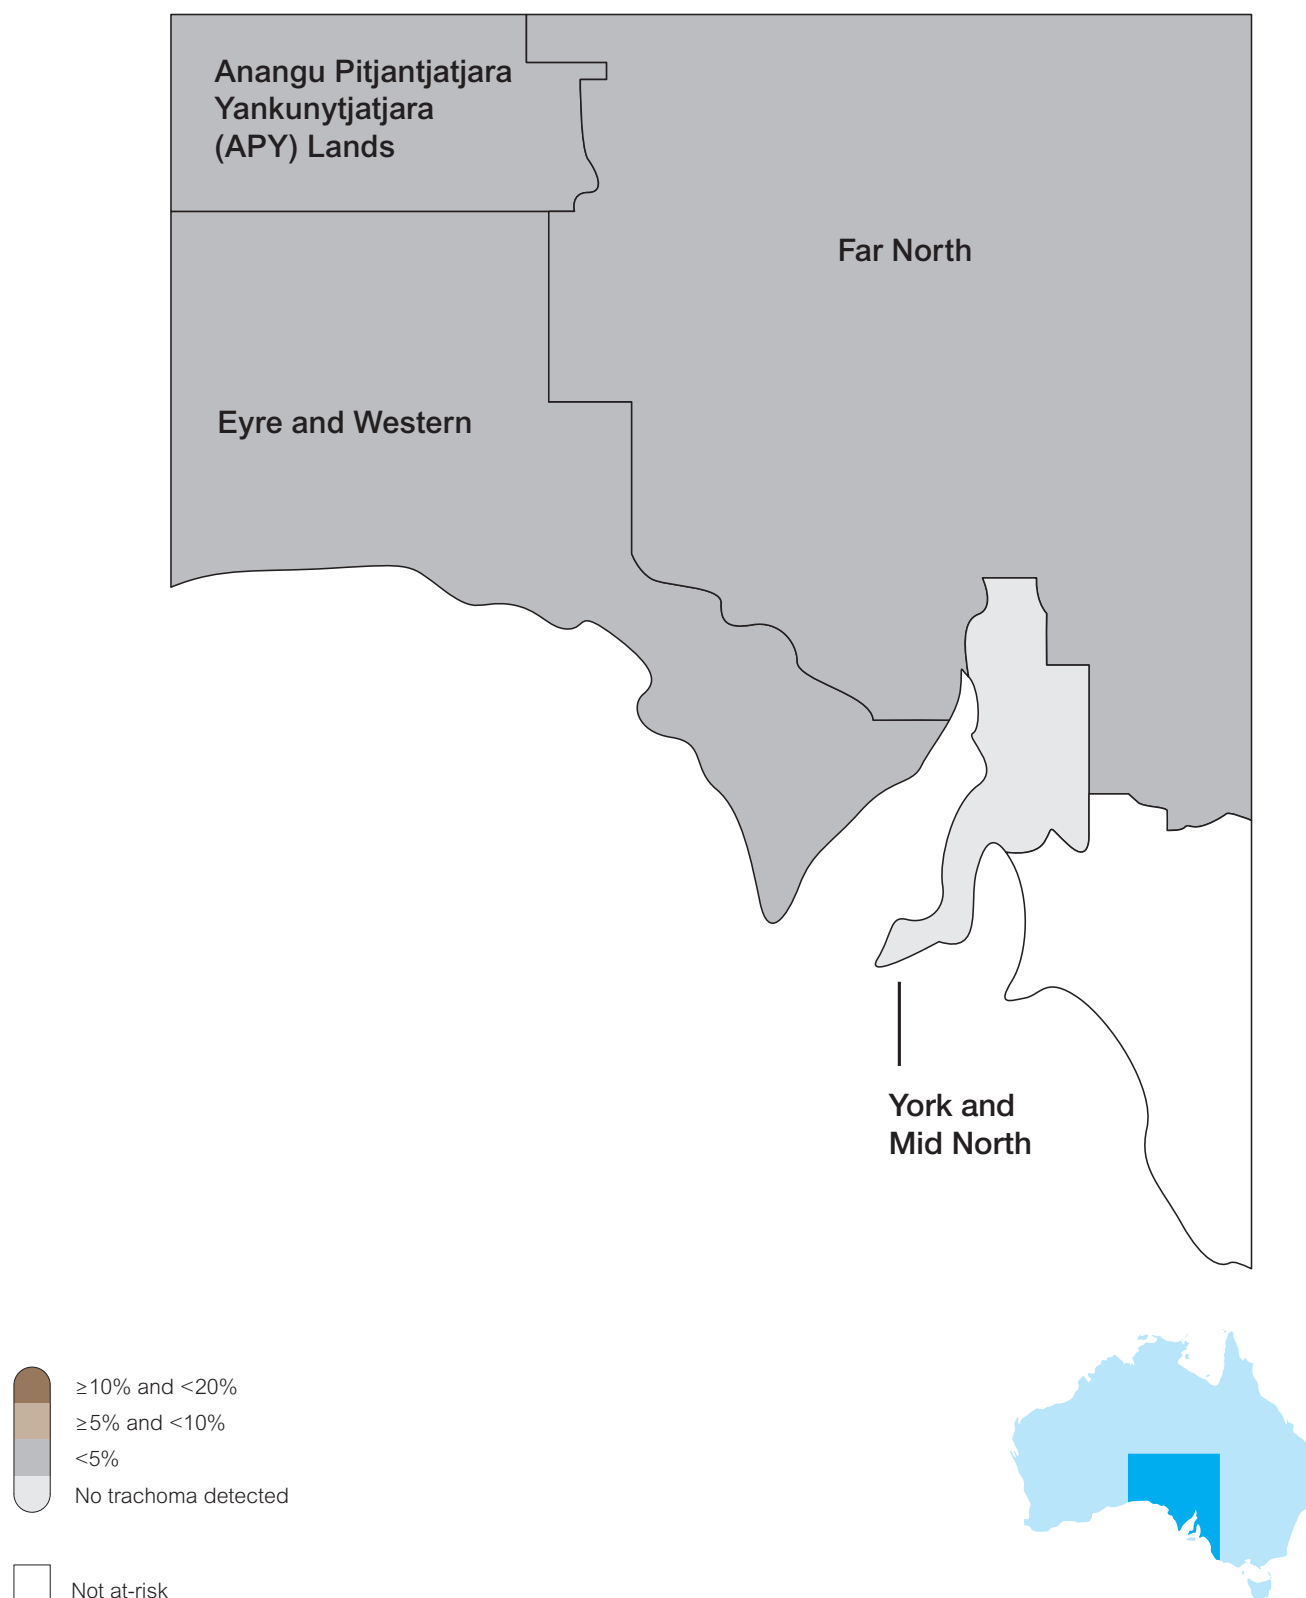 Anangu Pitjantjatjara
Yankunytjatjara
(APY) Lands
Far North
Eyre and Western
York and
Mid North
≥10% and <20%
≥5% and <10%
<5%
No trachoma detected
Not at-risk